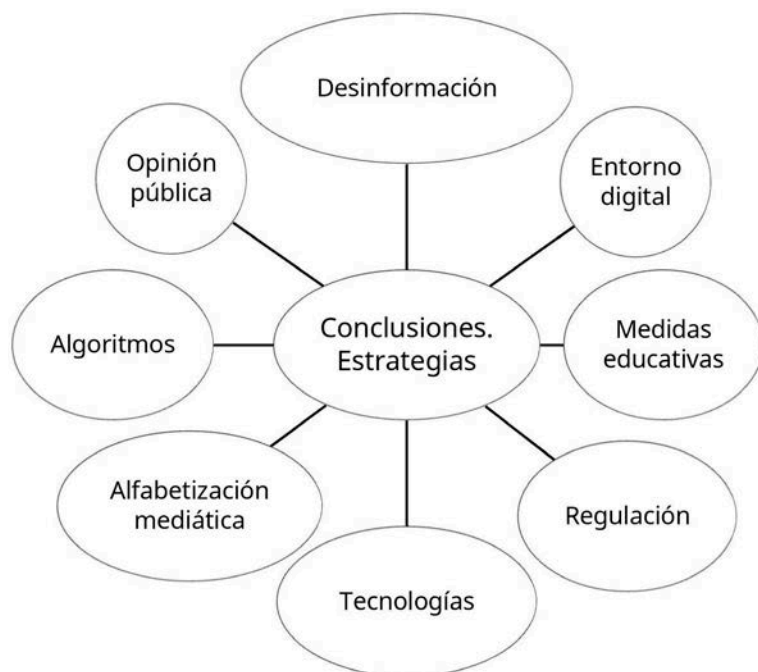 Desinformación
Opinión
pública
Entorno
digital
Algoritmos
Conclusiones.
Estrategias
Medidas
educativas
Alfabetización
mediática
Regulación
Tecnologías